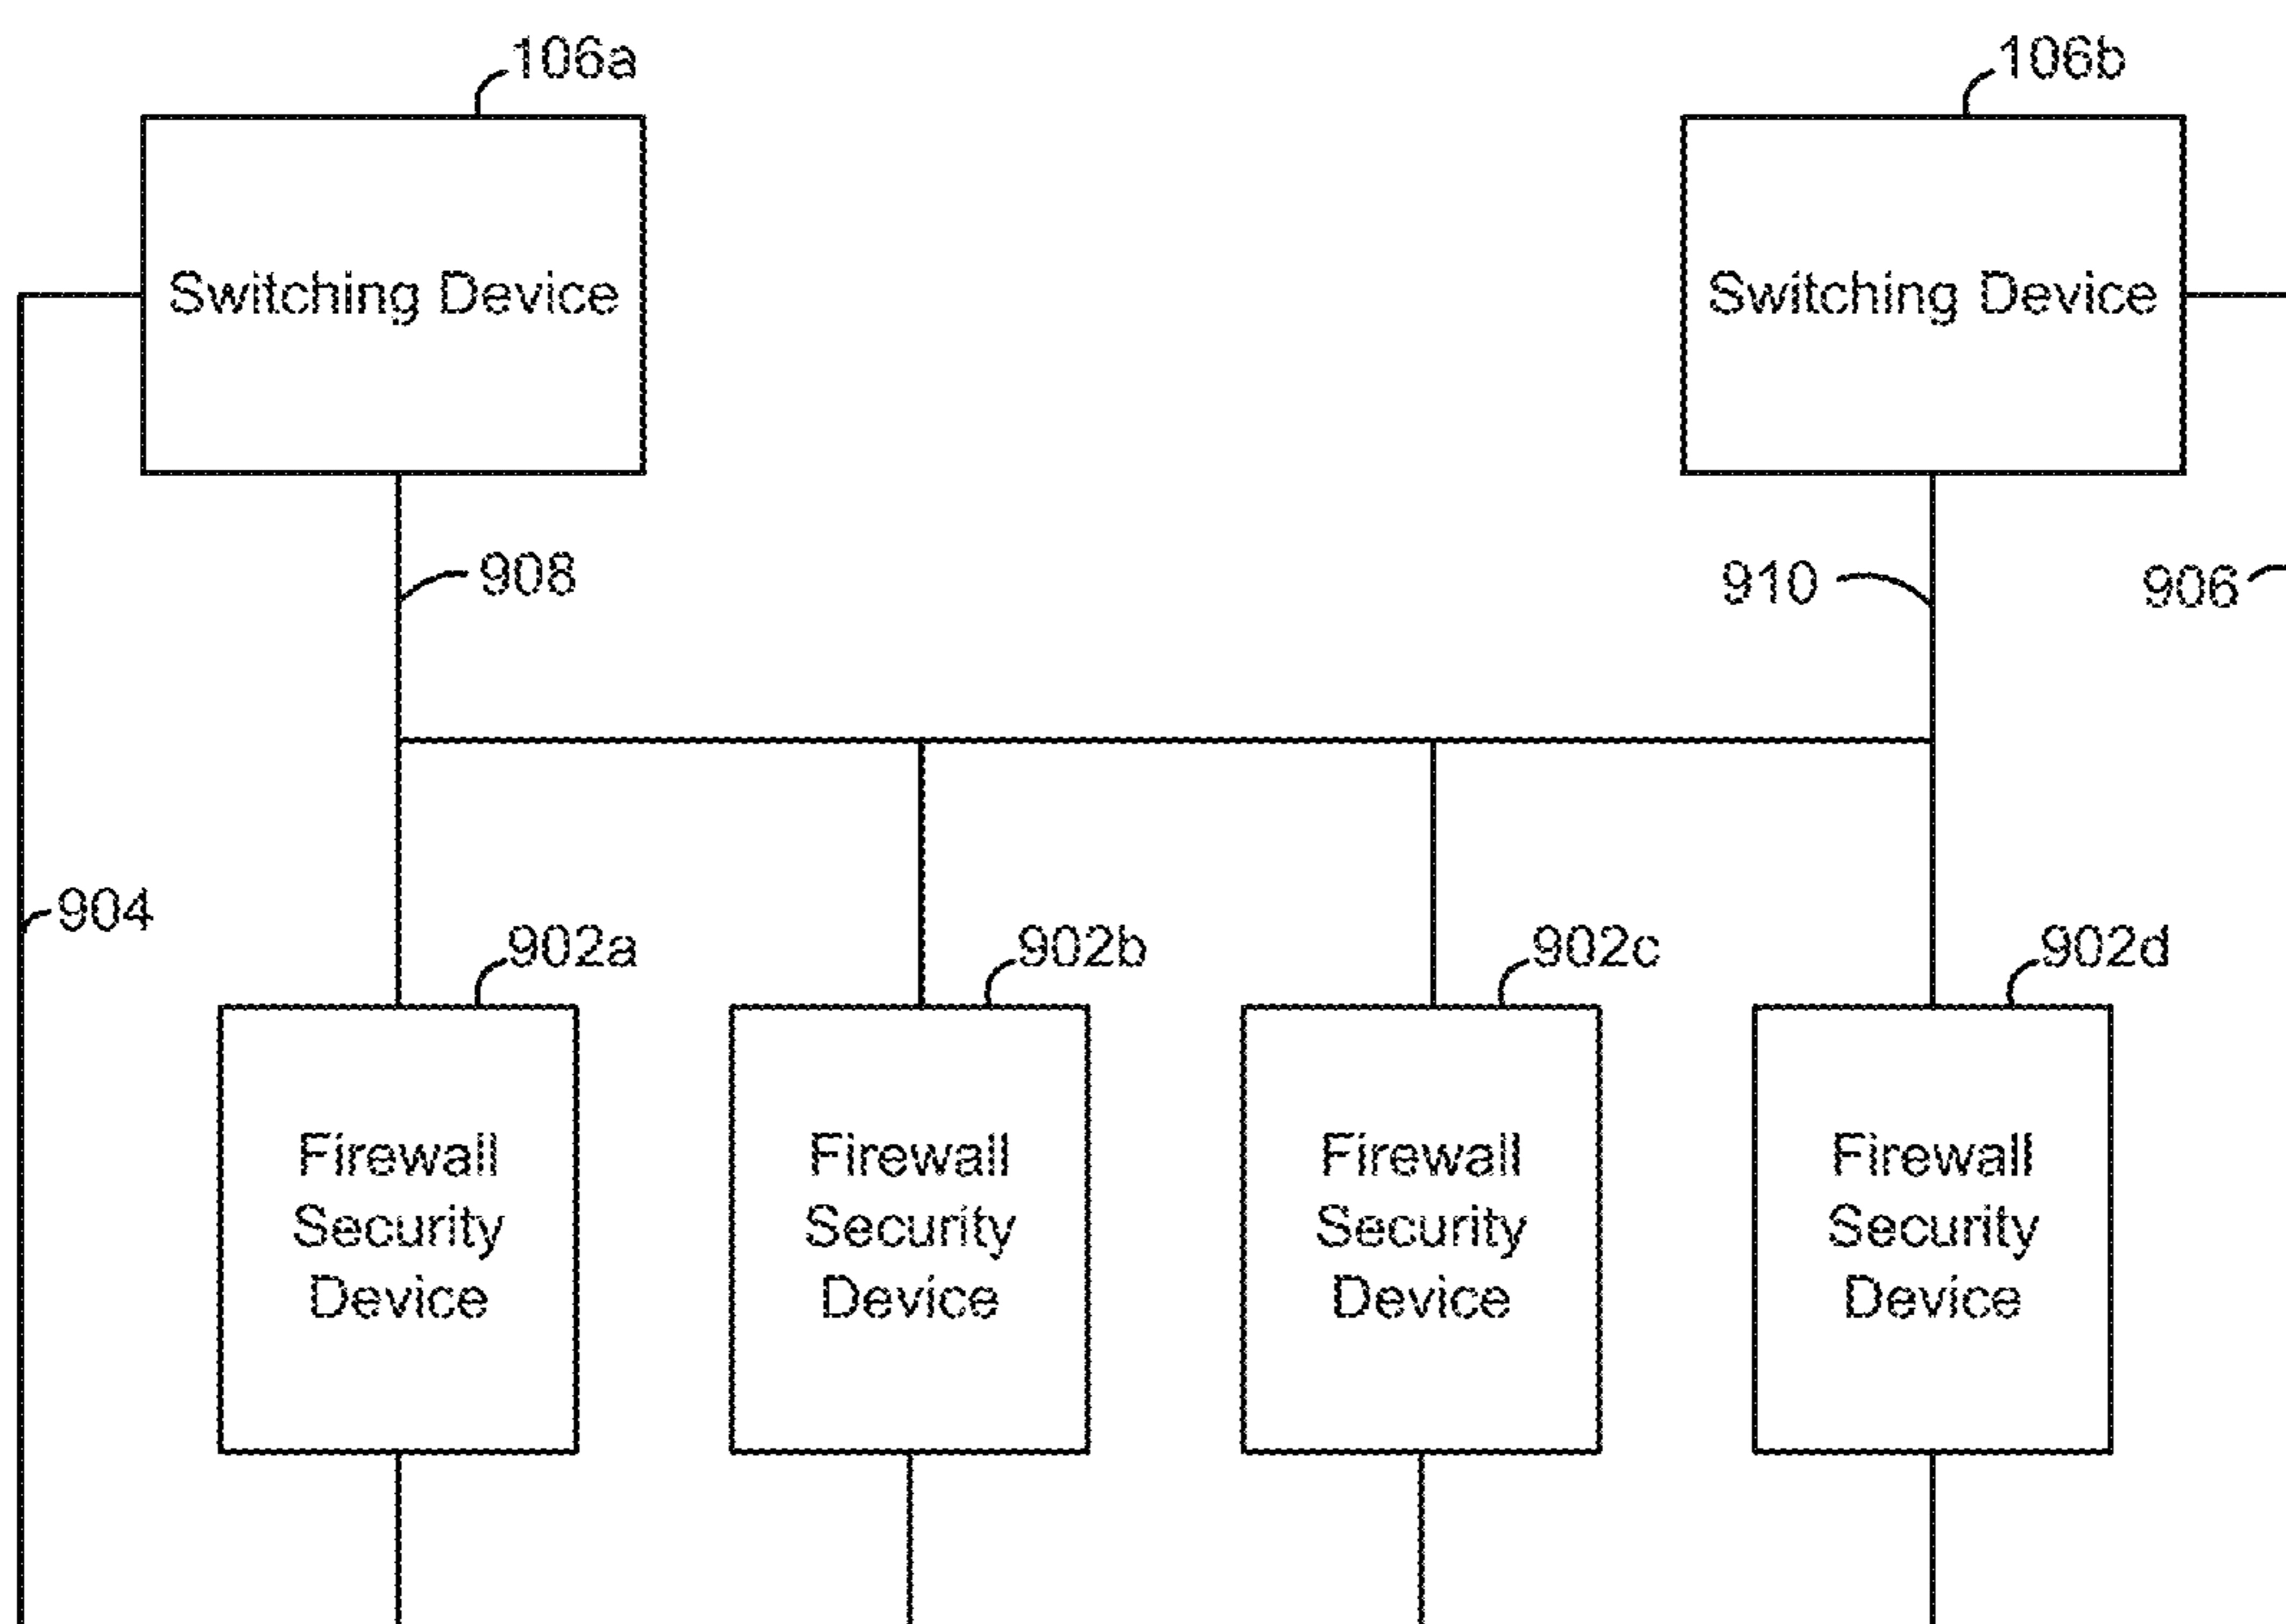 106a
106b
Switching Device
Switching Device
908
910
906
904
902a
902b
902c
902d
Firewall
Security
Device
Firewall
Security
Device
Firewall
Security
Device
Firewall
Security
Device